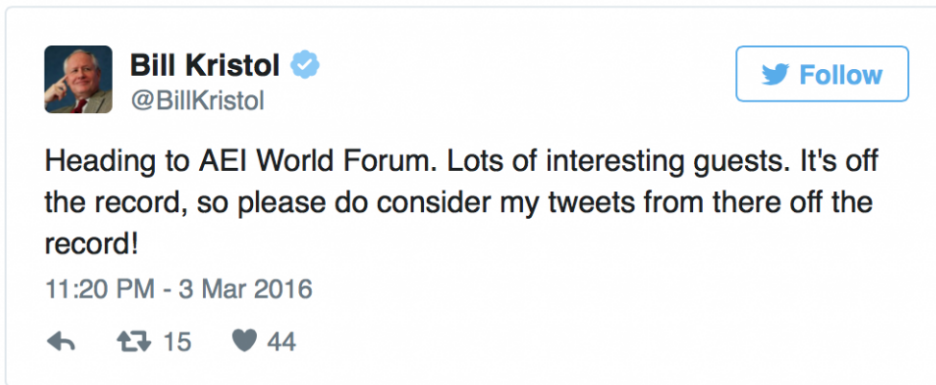 Bill Kristol
@BillKristol
Follow
Heading to AEI World Forum. Lots of interesting guests. It's off
the record, so please do consider my tweets from there off the
record!
11:20 PM - 3 Mar 2016
15 44